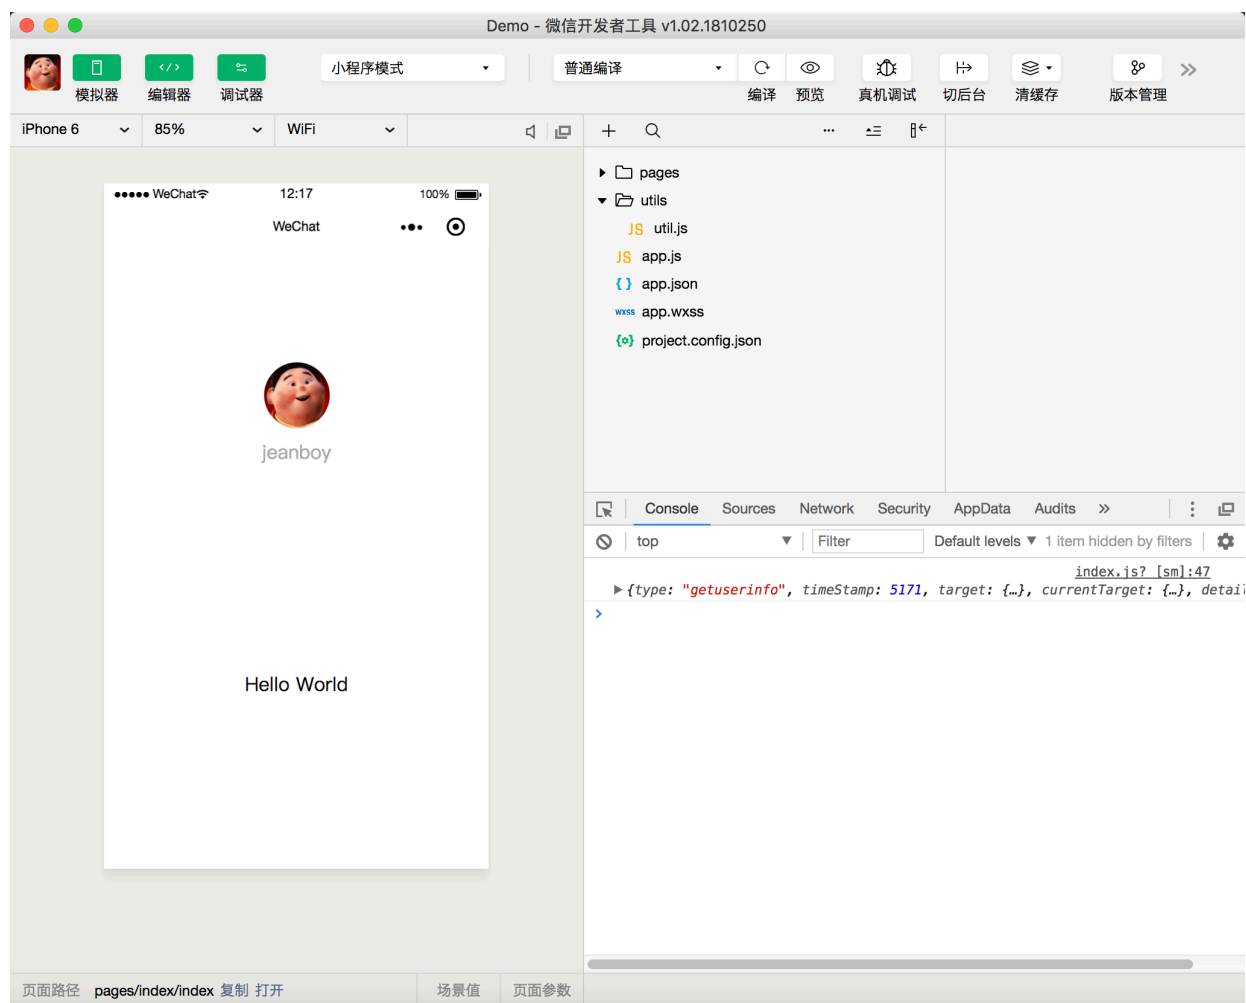 Demo - 微信开发者工具 v1.02.1810250
模拟器 编辑器 调试器
小程序模式
普通编译
编译 预览 真机调试 切后台 清缓存 版本管理
iPhone 6 85% WiFi
WeChat 12:17 100%
WeChat
jeanboy
Hello World
页面路径 pages/index/index 复制 打开 场景值 页面参数
pages
utils
JS util.js
JS app.js
{ } app.json
wxss app.wxss
project.config.json
Console Sources Network Security AppData Audits
top Filter Default levels 1 item hidden by filters
index.js? [sm]:47
{type: "getuserinfo", timeStamp: 5171, target: {…}, currentTarget: {…}, detail